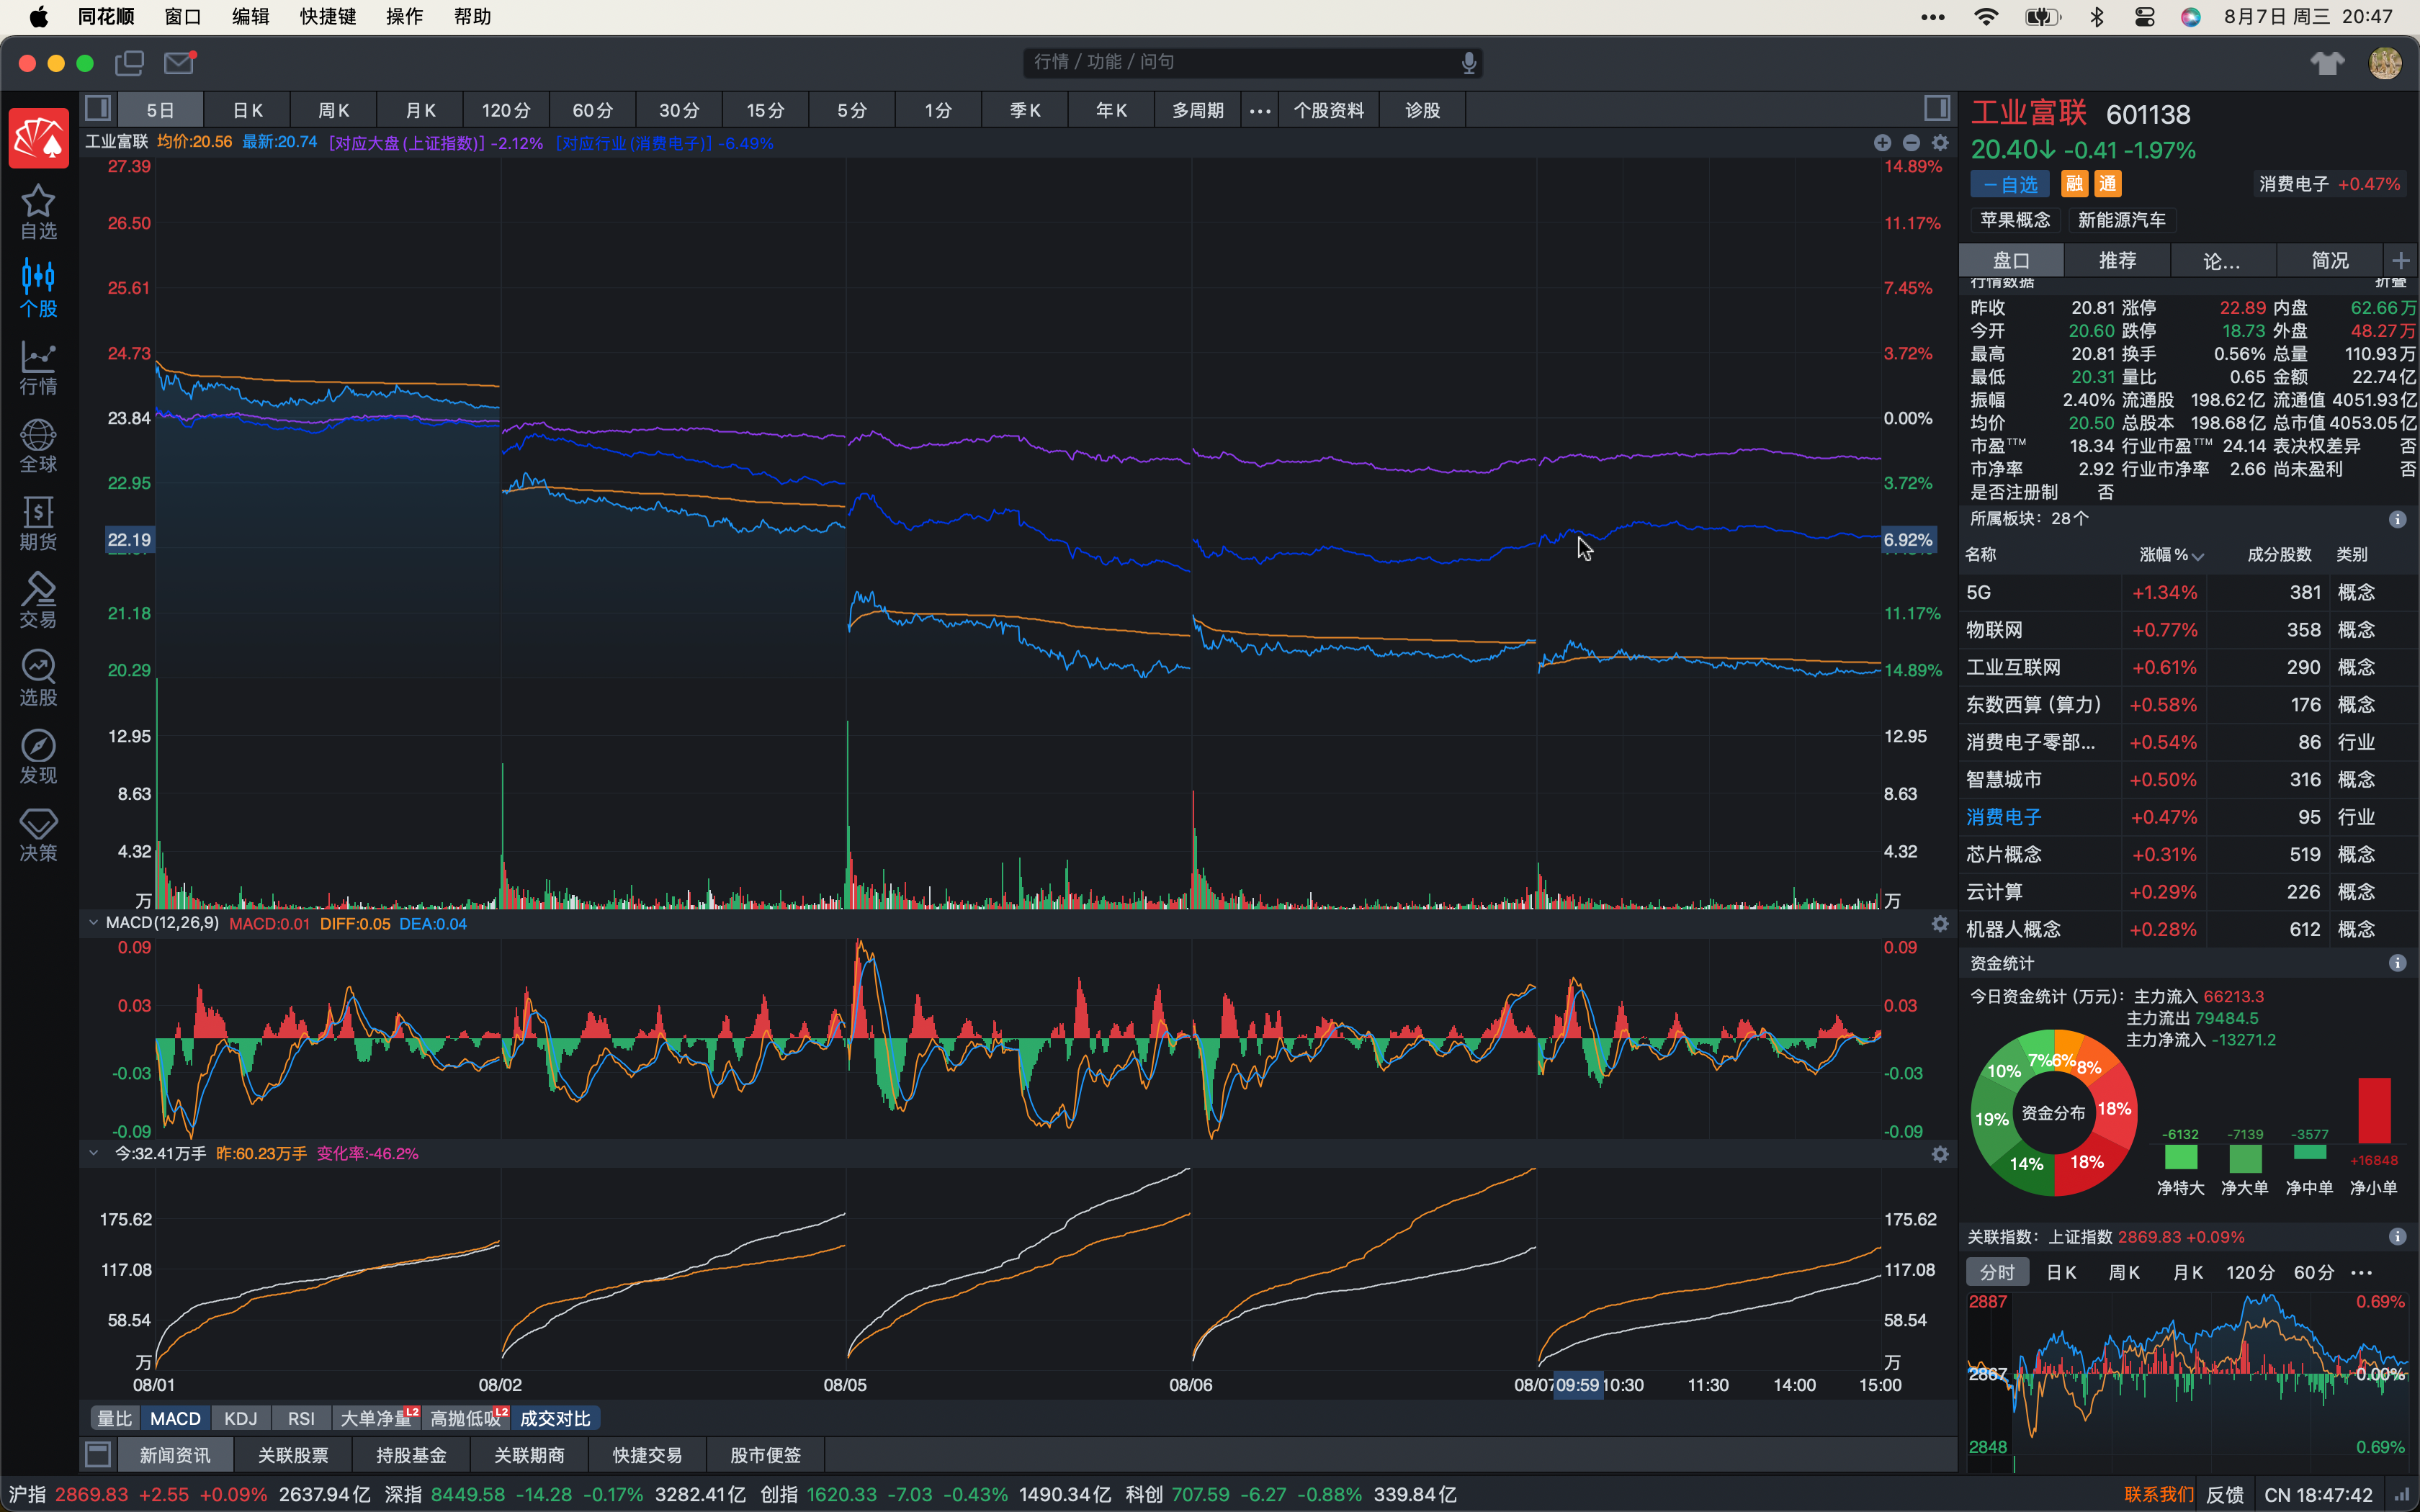 同花顺 窗口 编辑 快捷键 操作 帮助 8月7日 周三 20:47
行情 / 功能 / 问句
5日 日K 周K 月K 120分 60分 30分 15分 5分 1分 季K 年K 多周期 ••• 个股资料 诊股
工业富联 均价:20.56 最新:20.74 [对应大盘(上证指数)] -2.12% [对应行业(消费电子)] -6.49%
自选
个股
行情
全球
期货
交易
选股
发现
决策
27.39 14.89%
26.50 11.17%
25.61 7.45%
24.73 3.72%
23.84 0.00%
22.95 3.72%
22.19 6.92%
21.18 11.17%
20.29 14.89%
12.95 12.95
8.63 8.63
4.32 4.32
万 万
MACD(12,26,9) MACD:0.01 DIFF:0.05 DEA:0.04
0.09 0.09
0.03 0.03
-0.03 -0.03
-0.09 -0.09
今:32.41万手 昨:60.23万手 变化率:-46.2%
175.62 175.62
117.08 117.08
58.54 58.54
万 万
08/01 08/02 08/05 08/06 08/07 09:59 10:30 11:30 14:00 15:00
量比 MACD KDJ RSI 大单净量 L2 高抛低吸 L2 成交对比
新闻资讯 关联股票 持股基金 关联期商 快捷交易 股市便签
工业富联 601138
20.40↓ -0.41 -1.97%
一自选 融 通 消费电子 +0.47%
苹果概念 新能源汽车
盘口 推荐 论... 简况 +
行情数据 折叠
昨收 20.81 涨停 22.89 内盘 62.66万
今开 20.60 跌停 18.73 外盘 48.27万
最高 20.81 换手 0.56% 总量 110.93万
最低 20.31 量比 0.65 金额 22.74亿
振幅 2.40% 流通股 198.62亿 流通值 4051.93亿
均价 20.50 总股本 198.68亿 总市值 4053.05亿
市盈TTM 18.34 行业市盈TTM 24.14 表决权差异 否
市净率 2.92 行业市净率 2.66 尚未盈利 否
是否注册制 否
所属板块: 28个
名称 涨幅% 成分股数 类别
5G +1.34% 381 概念
物联网 +0.77% 358 概念
工业互联网 +0.61% 290 概念
东数西算(算力) +0.58% 176 概念
消费电子零部... +0.54% 86 行业
智慧城市 +0.50% 316 概念
消费电子 +0.47% 95 行业
芯片概念 +0.31% 519 概念
云计算 +0.29% 226 概念
机器人概念 +0.28% 612 概念
资金统计
今日资金统计(万元): 主力流入 66213.3
主力流出 79484.5
主力净流入 -13271.2
7% 6% 8%
10%
18%
19% 资金分布
14% 18%
-6132 -7139 -3577 +16848
净特大 净大单 净中单 净小单
关联指数: 上证指数 2869.83 +0.09%
分时 日K 周K 月K 120分 60分 •••
2887 0.69%
2867 0.00%
2848 0.69%
沪指 2869.83 +2.55 +0.09% 2637.94亿 深指 8449.58 -14.28 -0.17% 3282.41亿 创指 1620.33 -7.03 -0.43% 1490.34亿 科创 707.59 -6.27 -0.88% 339.84亿 联系我们 反馈 CN 18:47:42